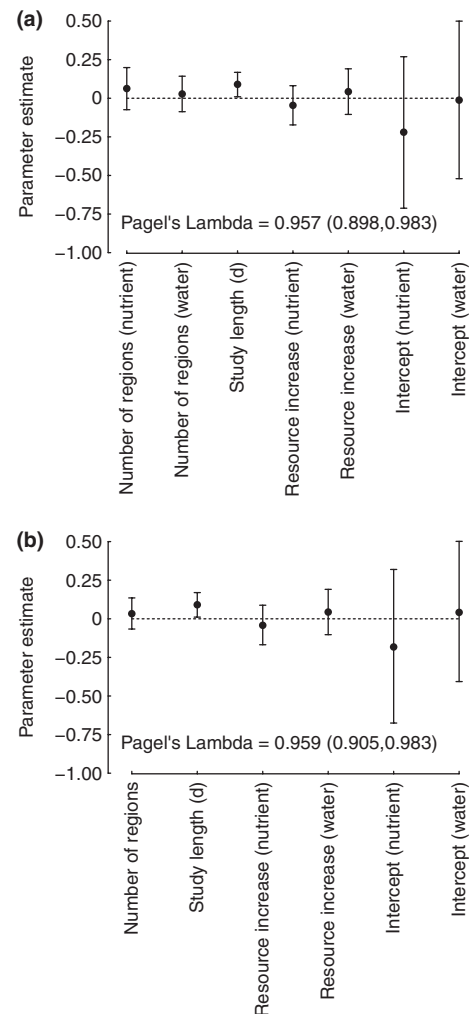 (a)
0.50
0.25
0
−0.25
−0.50
−0.75
−1.00
Parameter estimate
Pagel's Lambda = 0.957 (0.898,0.983)
Number of regions (nutrient)
Number of regions (water)
Study length (d)
Resource increase (nutrient)
Resource increase (water)
Intercept (nutrient)
Intercept (water)
(b)
0.50
0.25
0
−0.25
−0.50
−0.75
−1.00
Parameter estimate
Pagel's Lambda = 0.959 (0.905,0.983)
Number of regions
Study length (d)
Resource increase (nutrient)
Resource increase (water)
Intercept (nutrient)
Intercept (water)